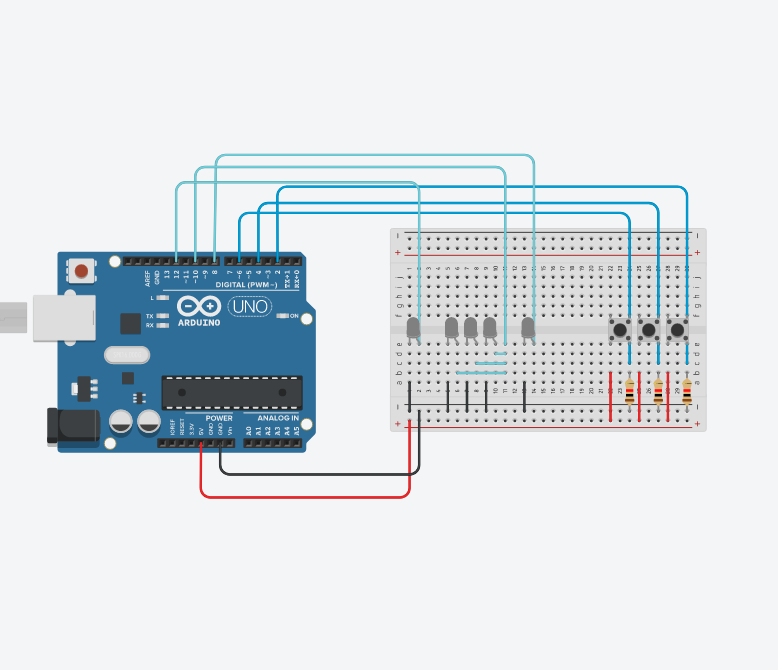 AREF
GND
13
12
~11
~10
~9
8
7
~6
~5
4
~3
2
TX→1
RX←0
DIGITAL (PWM~)
L
TX
RX
ARDUINO
UNO
ON
POWER
ANALOG IN
IOREF
RESET
3.3V
5V
GND
GND
Vin
A0
A1
A2
A3
A4
A5
j
i
h
g
f
e
d
c
b
a
j
i
h
g
f
e
d
c
b
a